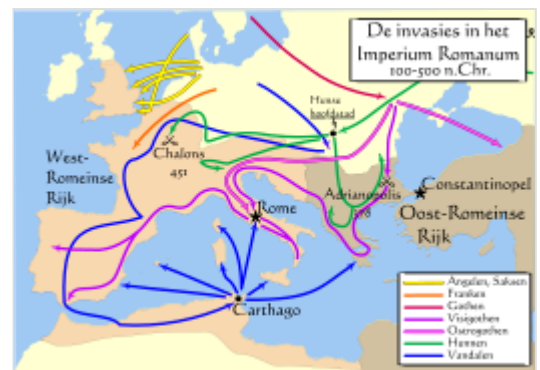 De invasies in het
Imperium Romanum
100-500 n.Chr.
Hunse
hoofdstad
Chalons
451
West-
Romeinse
Rijk
Adrianopolis
378
Constantinopel
Rome
Oost-Romeinse
Rijk
Carthago
Angelen, Saksen
Franken
Gothen
Visigothen
Ostrogothen
Hunnen
Vandalen